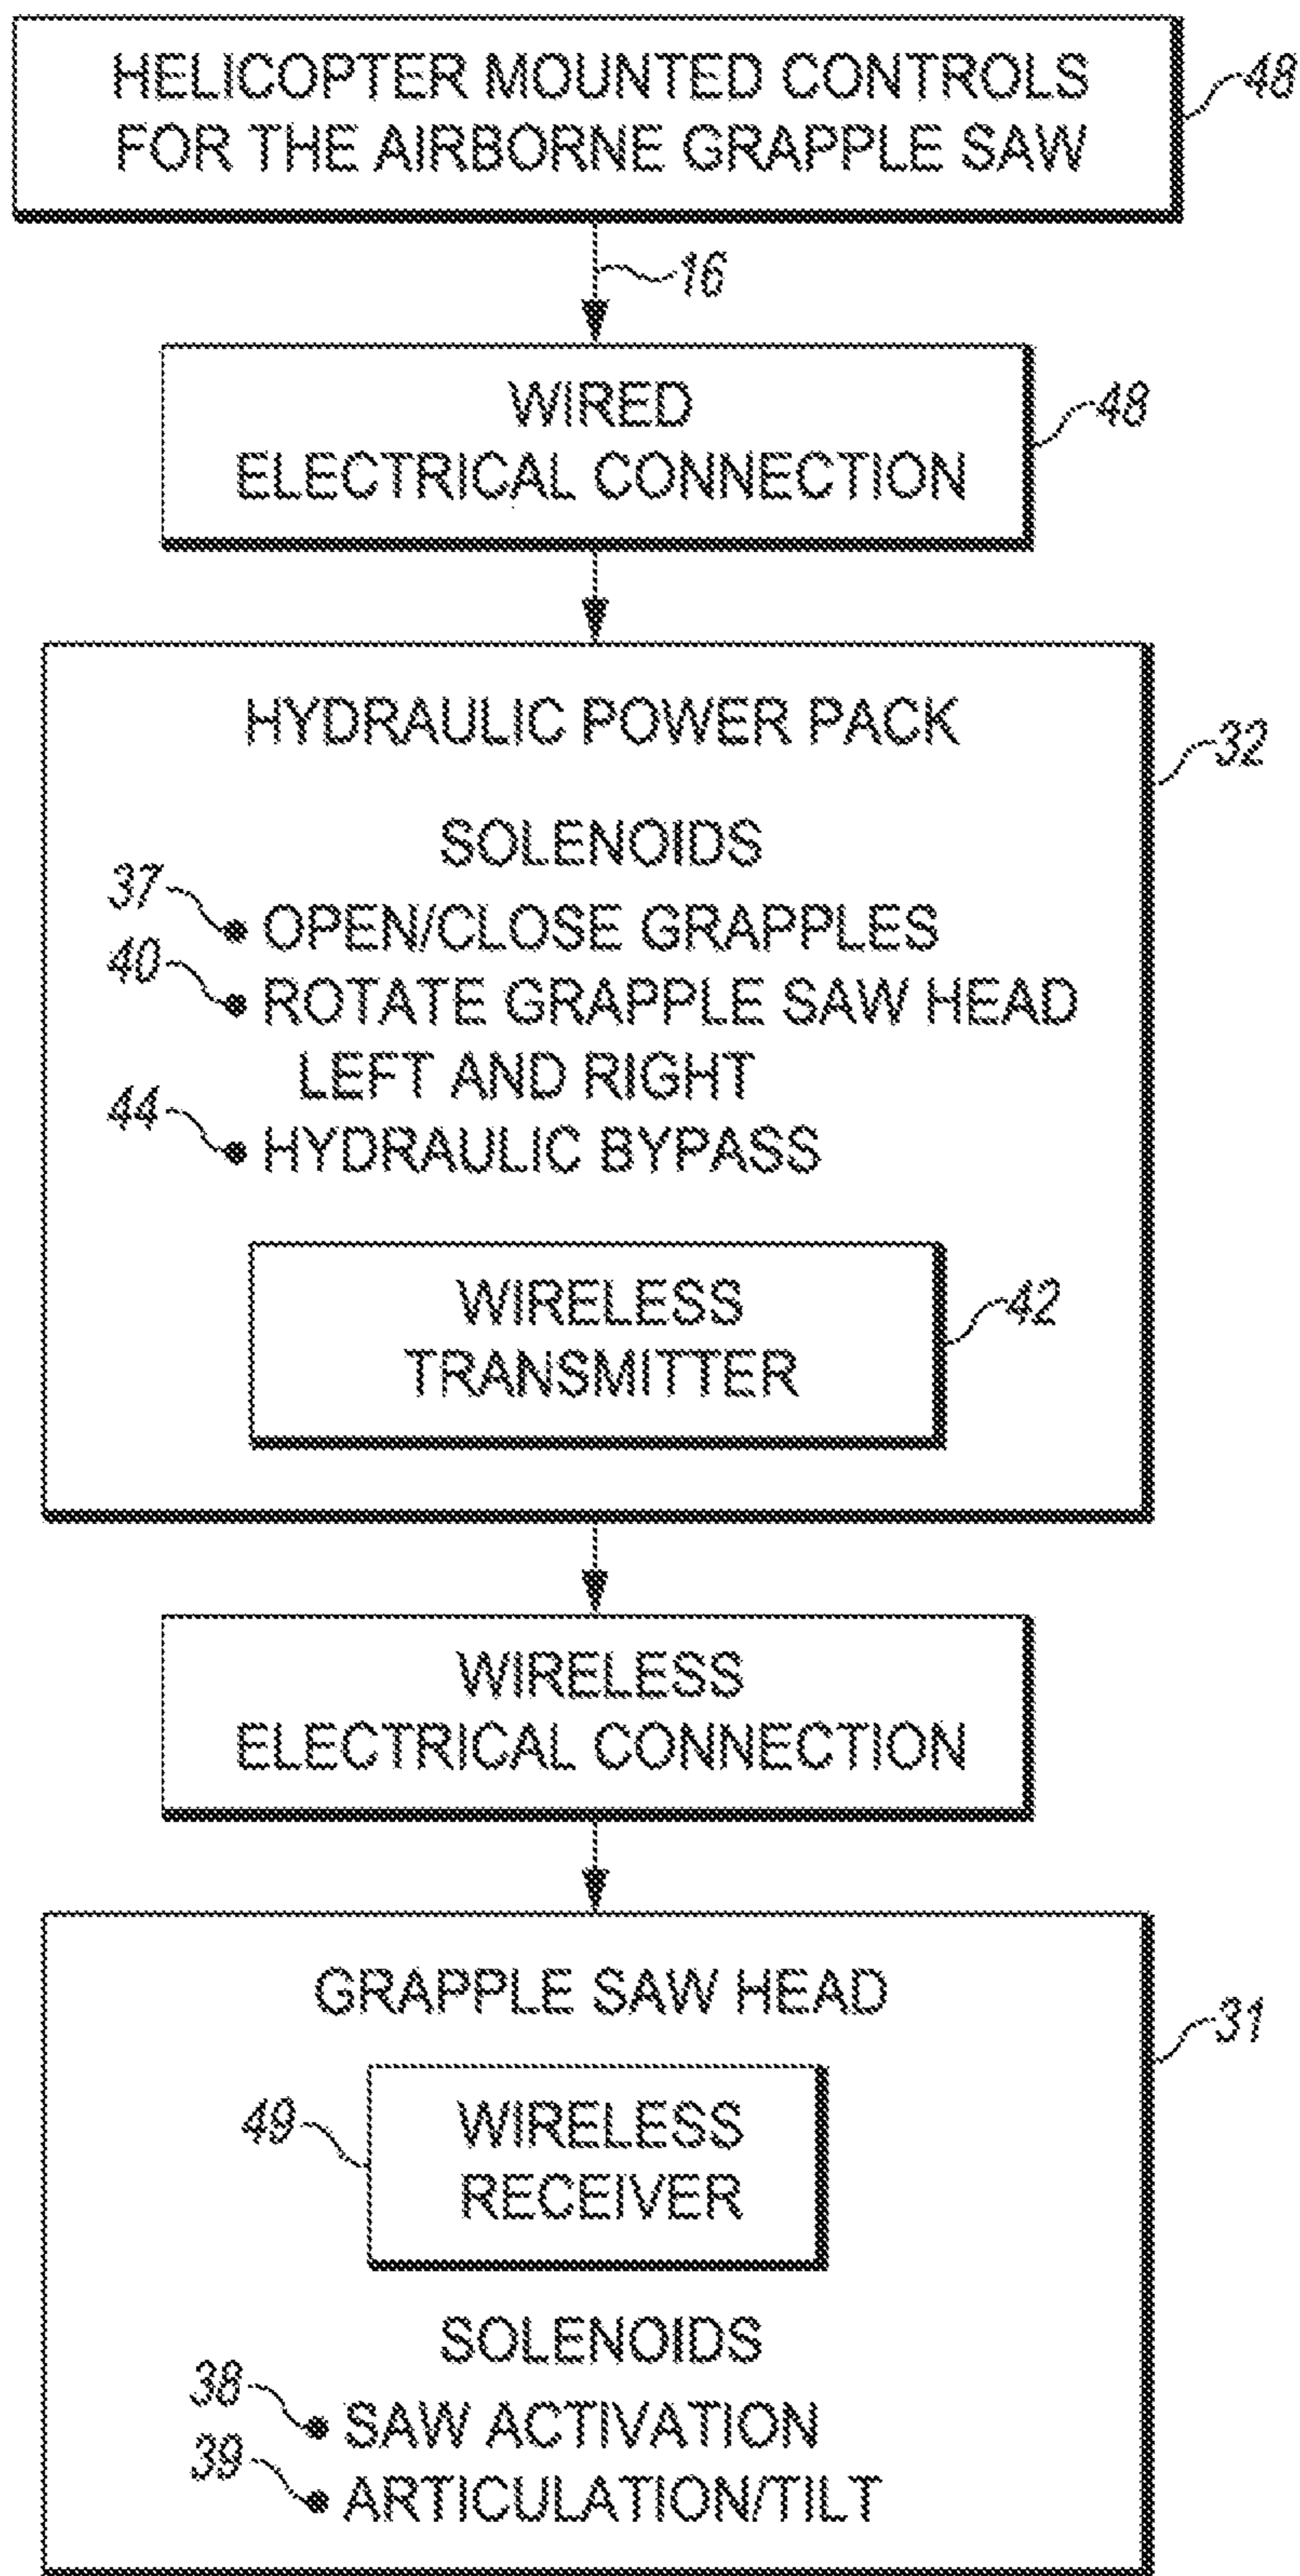 HELICOPTER MOUNTED CONTROLS
FOR THE AIRBORNE GRAPPLE SAW
48
16
WIRED
ELECTRICAL CONNECTION
48
HYDRAULIC POWER PACK
32
SOLENOIDS
37
• OPEN/CLOSE GRAPPLES
40
• ROTATE GRAPPLE SAW HEAD
LEFT AND RIGHT
44
• HYDRAULIC BYPASS
WIRELESS
TRANSMITTER
42
WIRELESS
ELECTRICAL CONNECTION
GRAPPLE SAW HEAD
31
49
WIRELESS
RECEIVER
SOLENOIDS
38
• SAW ACTIVATION
39
• ARTICULATION/TILT